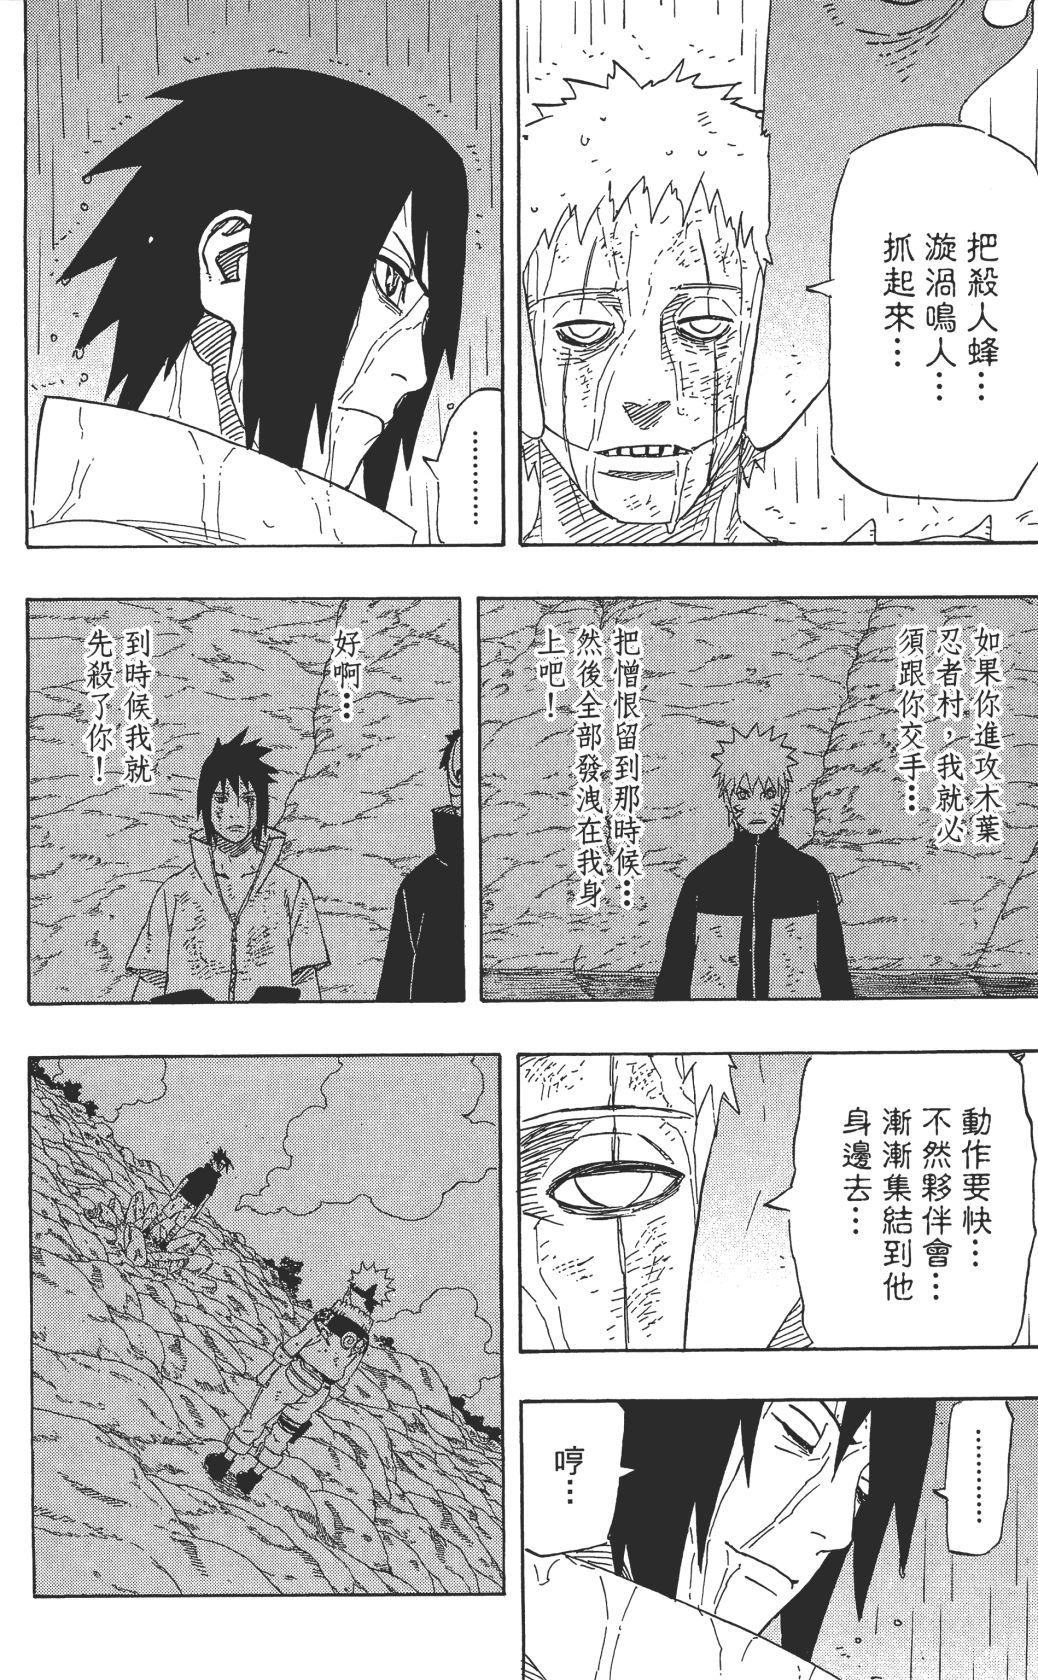 把殺人蜂…
漩渦鳴人…
抓起來…
………
如果你進攻木葉
忍者村，我就必
須跟你交手…
把憎恨留到那時候…
然後全部發洩在我身
上吧！
好啊…
到時候我就
先殺了你！
動作要快…
不然夥伴會…
漸漸集結到他
身邊去…
………
哼…